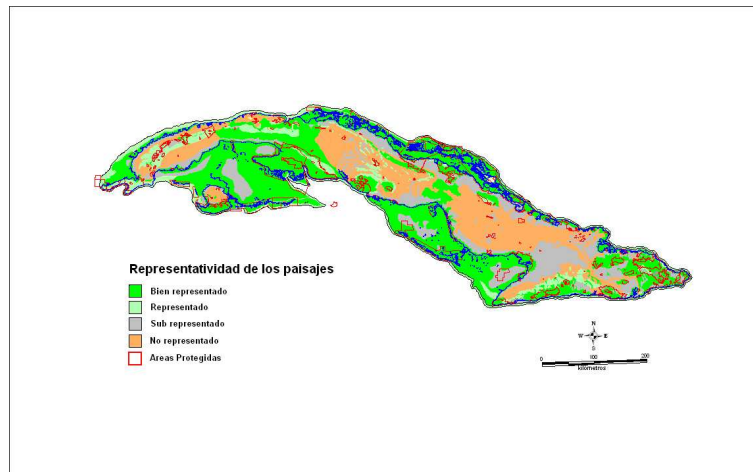 Representatividad de los paisajes
Bien representado
Representado
Sub representado
No representado
Areas Protegidas
N
W E
S
0 100 200
kilometros